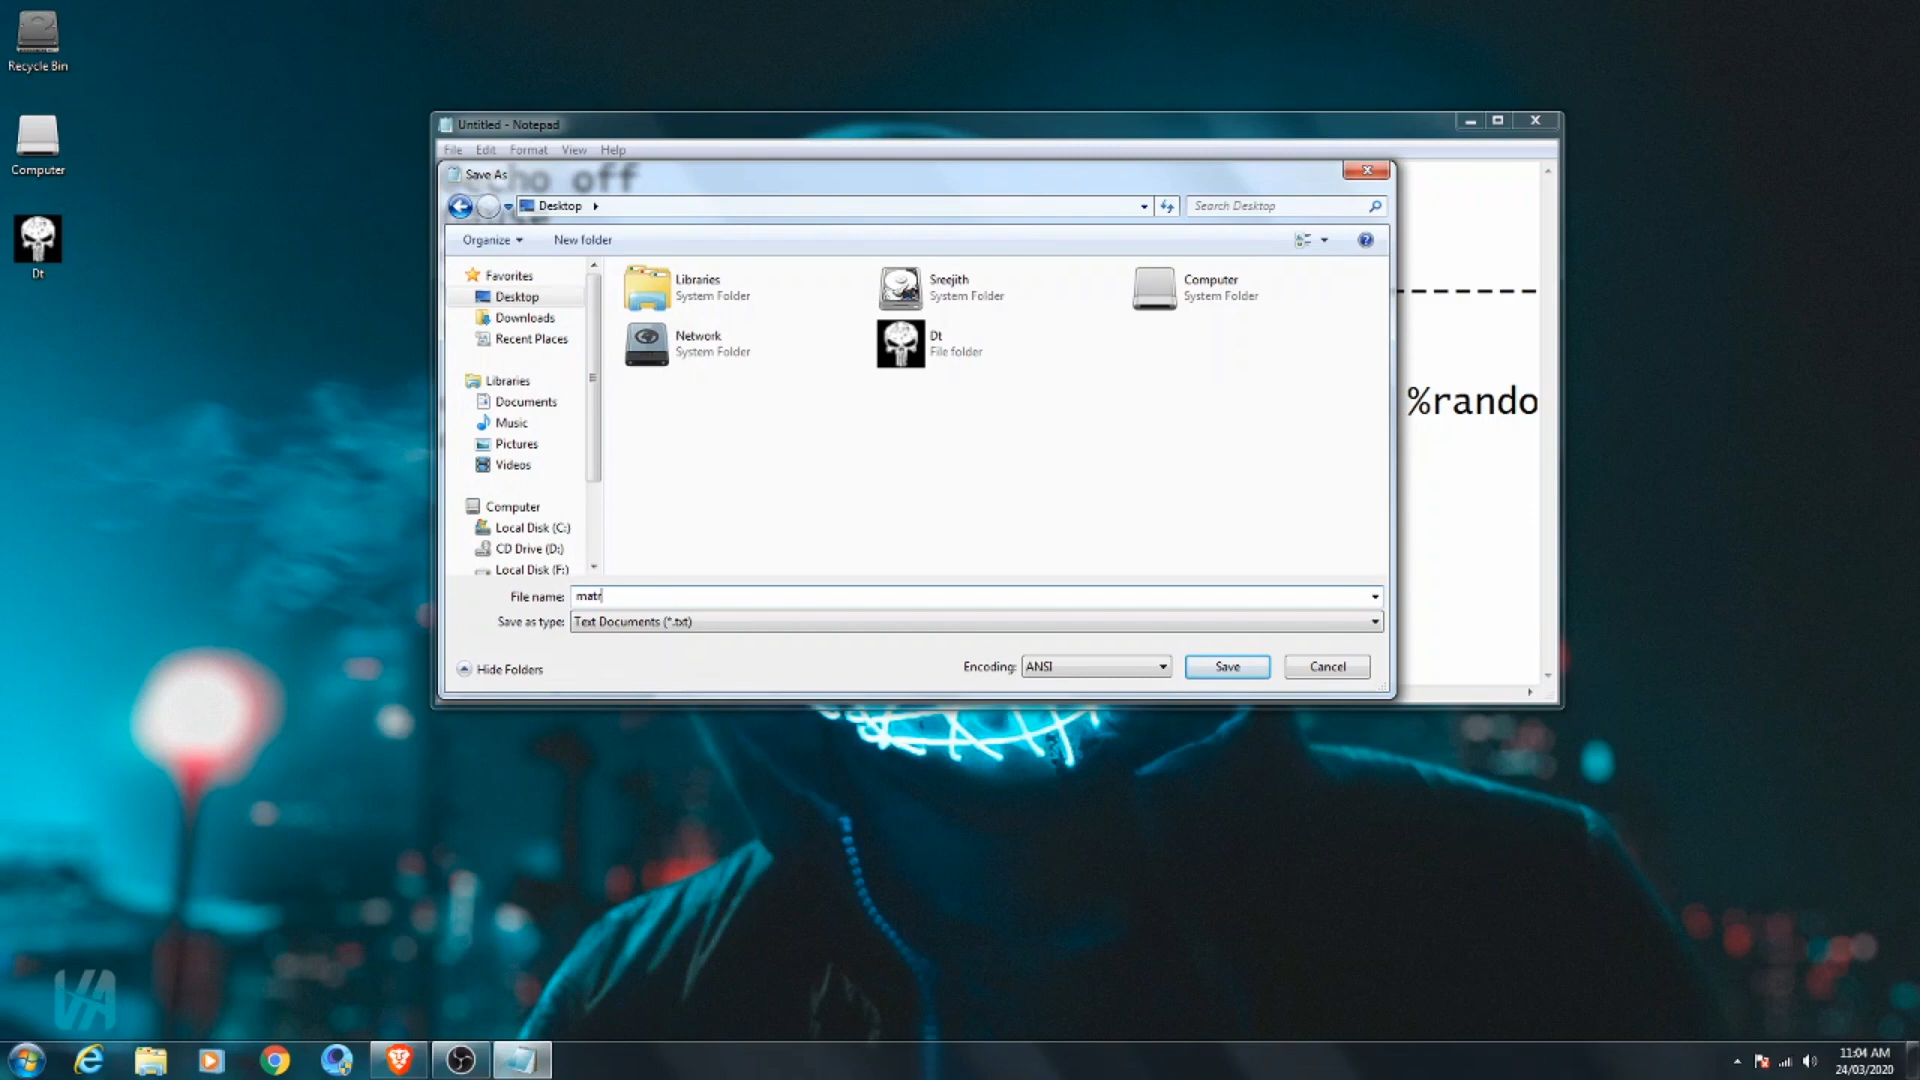 Recycle Bin
Computer
Dt
Untitled - Notepad
File Edit Format View Help
echo off
Save As
Desktop
Search Desktop
Organize New folder
Favorites
Desktop
Downloads
Recent Places
Libraries
Documents
Music
Pictures
Videos
Computer
Local Disk (C:)
CD Drive (D:)
Local Disk (F:)
Libraries
System Folder
Sreejith
System Folder
Computer
System Folder
Network
System Folder
Dt
File folder
---------
%rando
File name: matr
Save as type: Text Documents (*.txt)
Hide Folders
Encoding: ANSI
Save
Cancel
VA
11:04 AM
24/03/2020